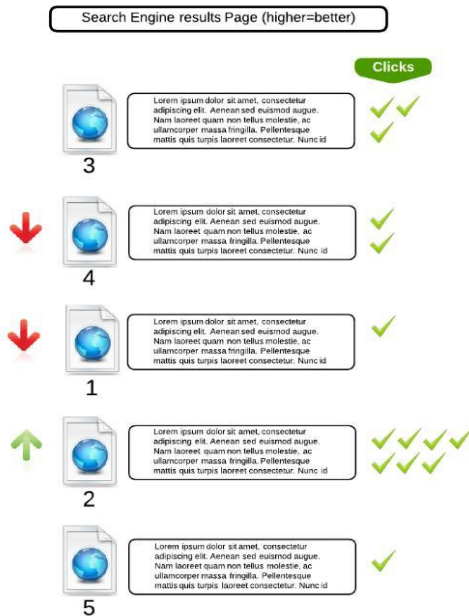 Search Engine results Page (higher=better)
Clicks
Lorem ipsum dolor sit amet, consectetur
adipiscing elit. Aenean sed euismod augue.
Nam laoreet quam non tellus molestie, ac
ullamcorper massa fringilla. Pellentesque
mattis quis turpis laoreet consectetur. Nunc id
3
Lorem ipsum dolor sit amet, consectetur
adipiscing elit. Aenean sed euismod augue.
Nam laoreet quam non tellus molestie, ac
ullamcorper massa fringilla. Pellentesque
mattis quis turpis laoreet consectetur. Nunc id
4
Lorem ipsum dolor sit amet, consectetur
adipiscing elit. Aenean sed euismod augue.
Nam laoreet quam non tellus molestie, ac
ullamcorper massa fringilla. Pellentesque
mattis quis turpis laoreet consectetur. Nunc id
1
Lorem ipsum dolor sit amet, consectetur
adipiscing elit. Aenean sed euismod augue.
Nam laoreet quam non tellus molestie, ac
ullamcorper massa fringilla. Pellentesque
mattis quis turpis laoreet consectetur. Nunc id
2
Lorem ipsum dolor sit amet, consectetur
adipiscing elit. Aenean sed euismod augue.
Nam laoreet quam non tellus molestie, ac
ullamcorper massa fringilla. Pellentesque
mattis quis turpis laoreet consectetur. Nunc id
5